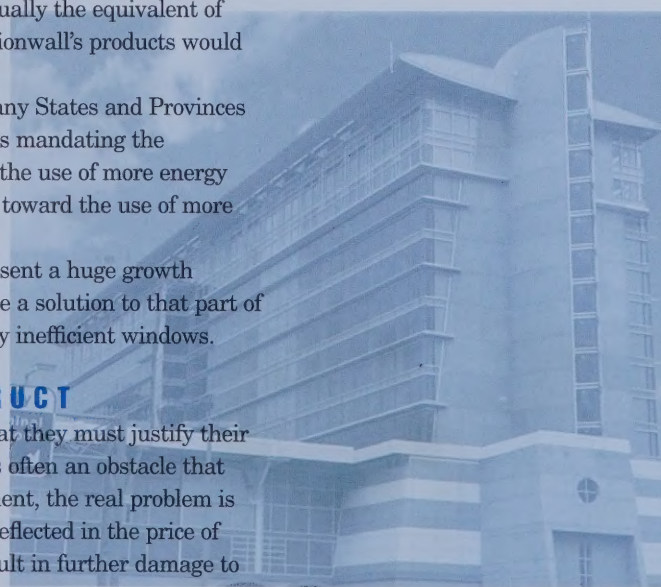 ually the equivalent of
ionwall's products would
any States and Provinces
s mandating the
the use of more energy
toward the use of more
sent a huge growth
e a solution to that part of
y inefficient windows.
RUCT
at they must justify their
s often an obstacle that
ent, the real problem is
eflected in the price of
ult in further damage to